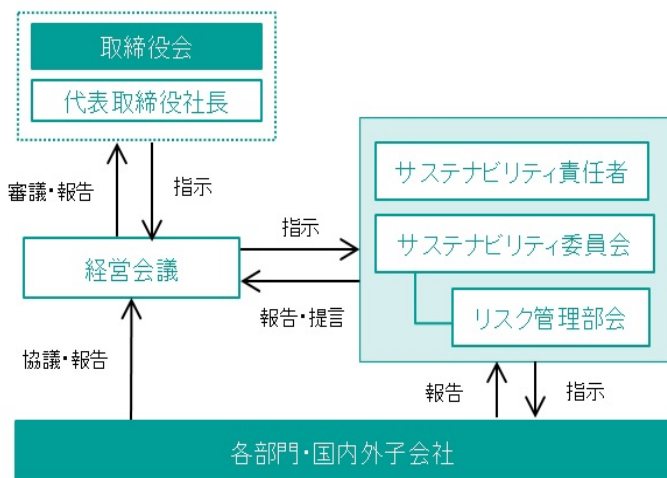 取締役会
代表取締役社長
審議・報告
指示
経営会議
指示
報告・提言
サステナビリティ責任者
サステナビリティ委員会
リスク管理部会
協議・報告
報告
指示
各部門・国内外子会社